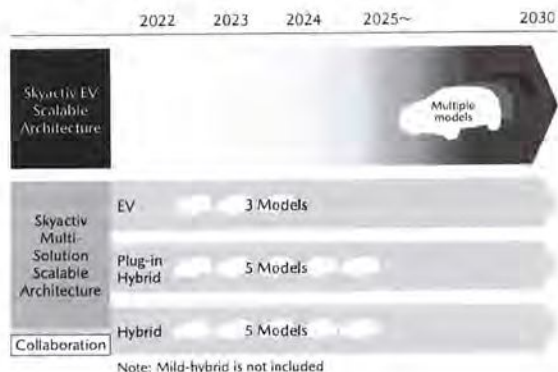 2022 2023 2024 2025~ 2030
Skyactiv EV
Scalable
Architecture
Multiple
models
Skyactiv
Multi-
Solution
Scalable
Architecture
EV 3 Models
Plug-in
Hybrid
5 Models
Hybrid 5 Models
Collaboration
Note: Mild-hybrid is not included